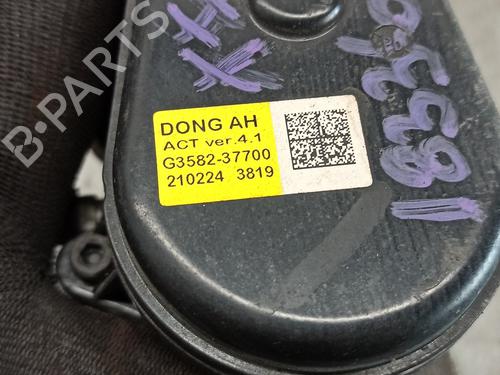 B-PARTS
DONG AH
ACT ver.4.1
G3582-37700
210224 3819